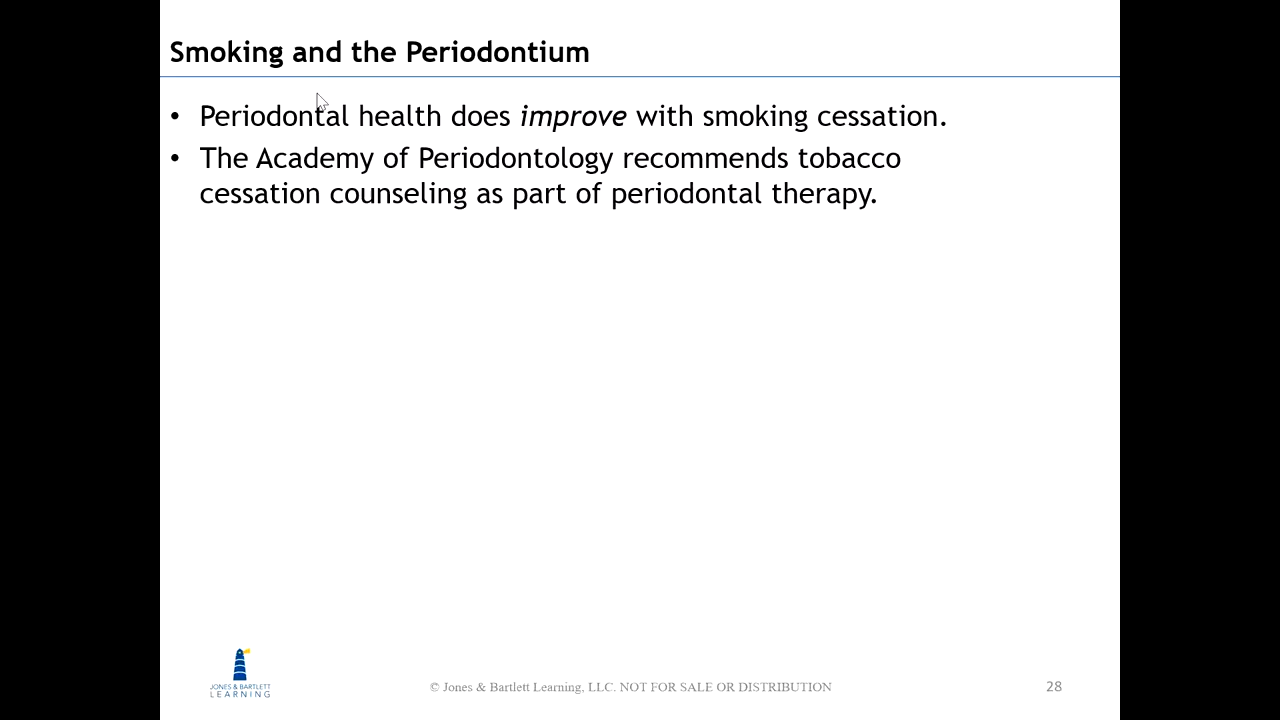 Smoking and the Periodontium
• Periodontal health does improve with smoking cessation.
• The Academy of Periodontology recommends tobacco
cessation counseling as part of periodontal therapy.
JONES & BARTLETT
LEARNING
© Jones & Bartlett Learning, LLC. NOT FOR SALE OR DISTRIBUTION
28